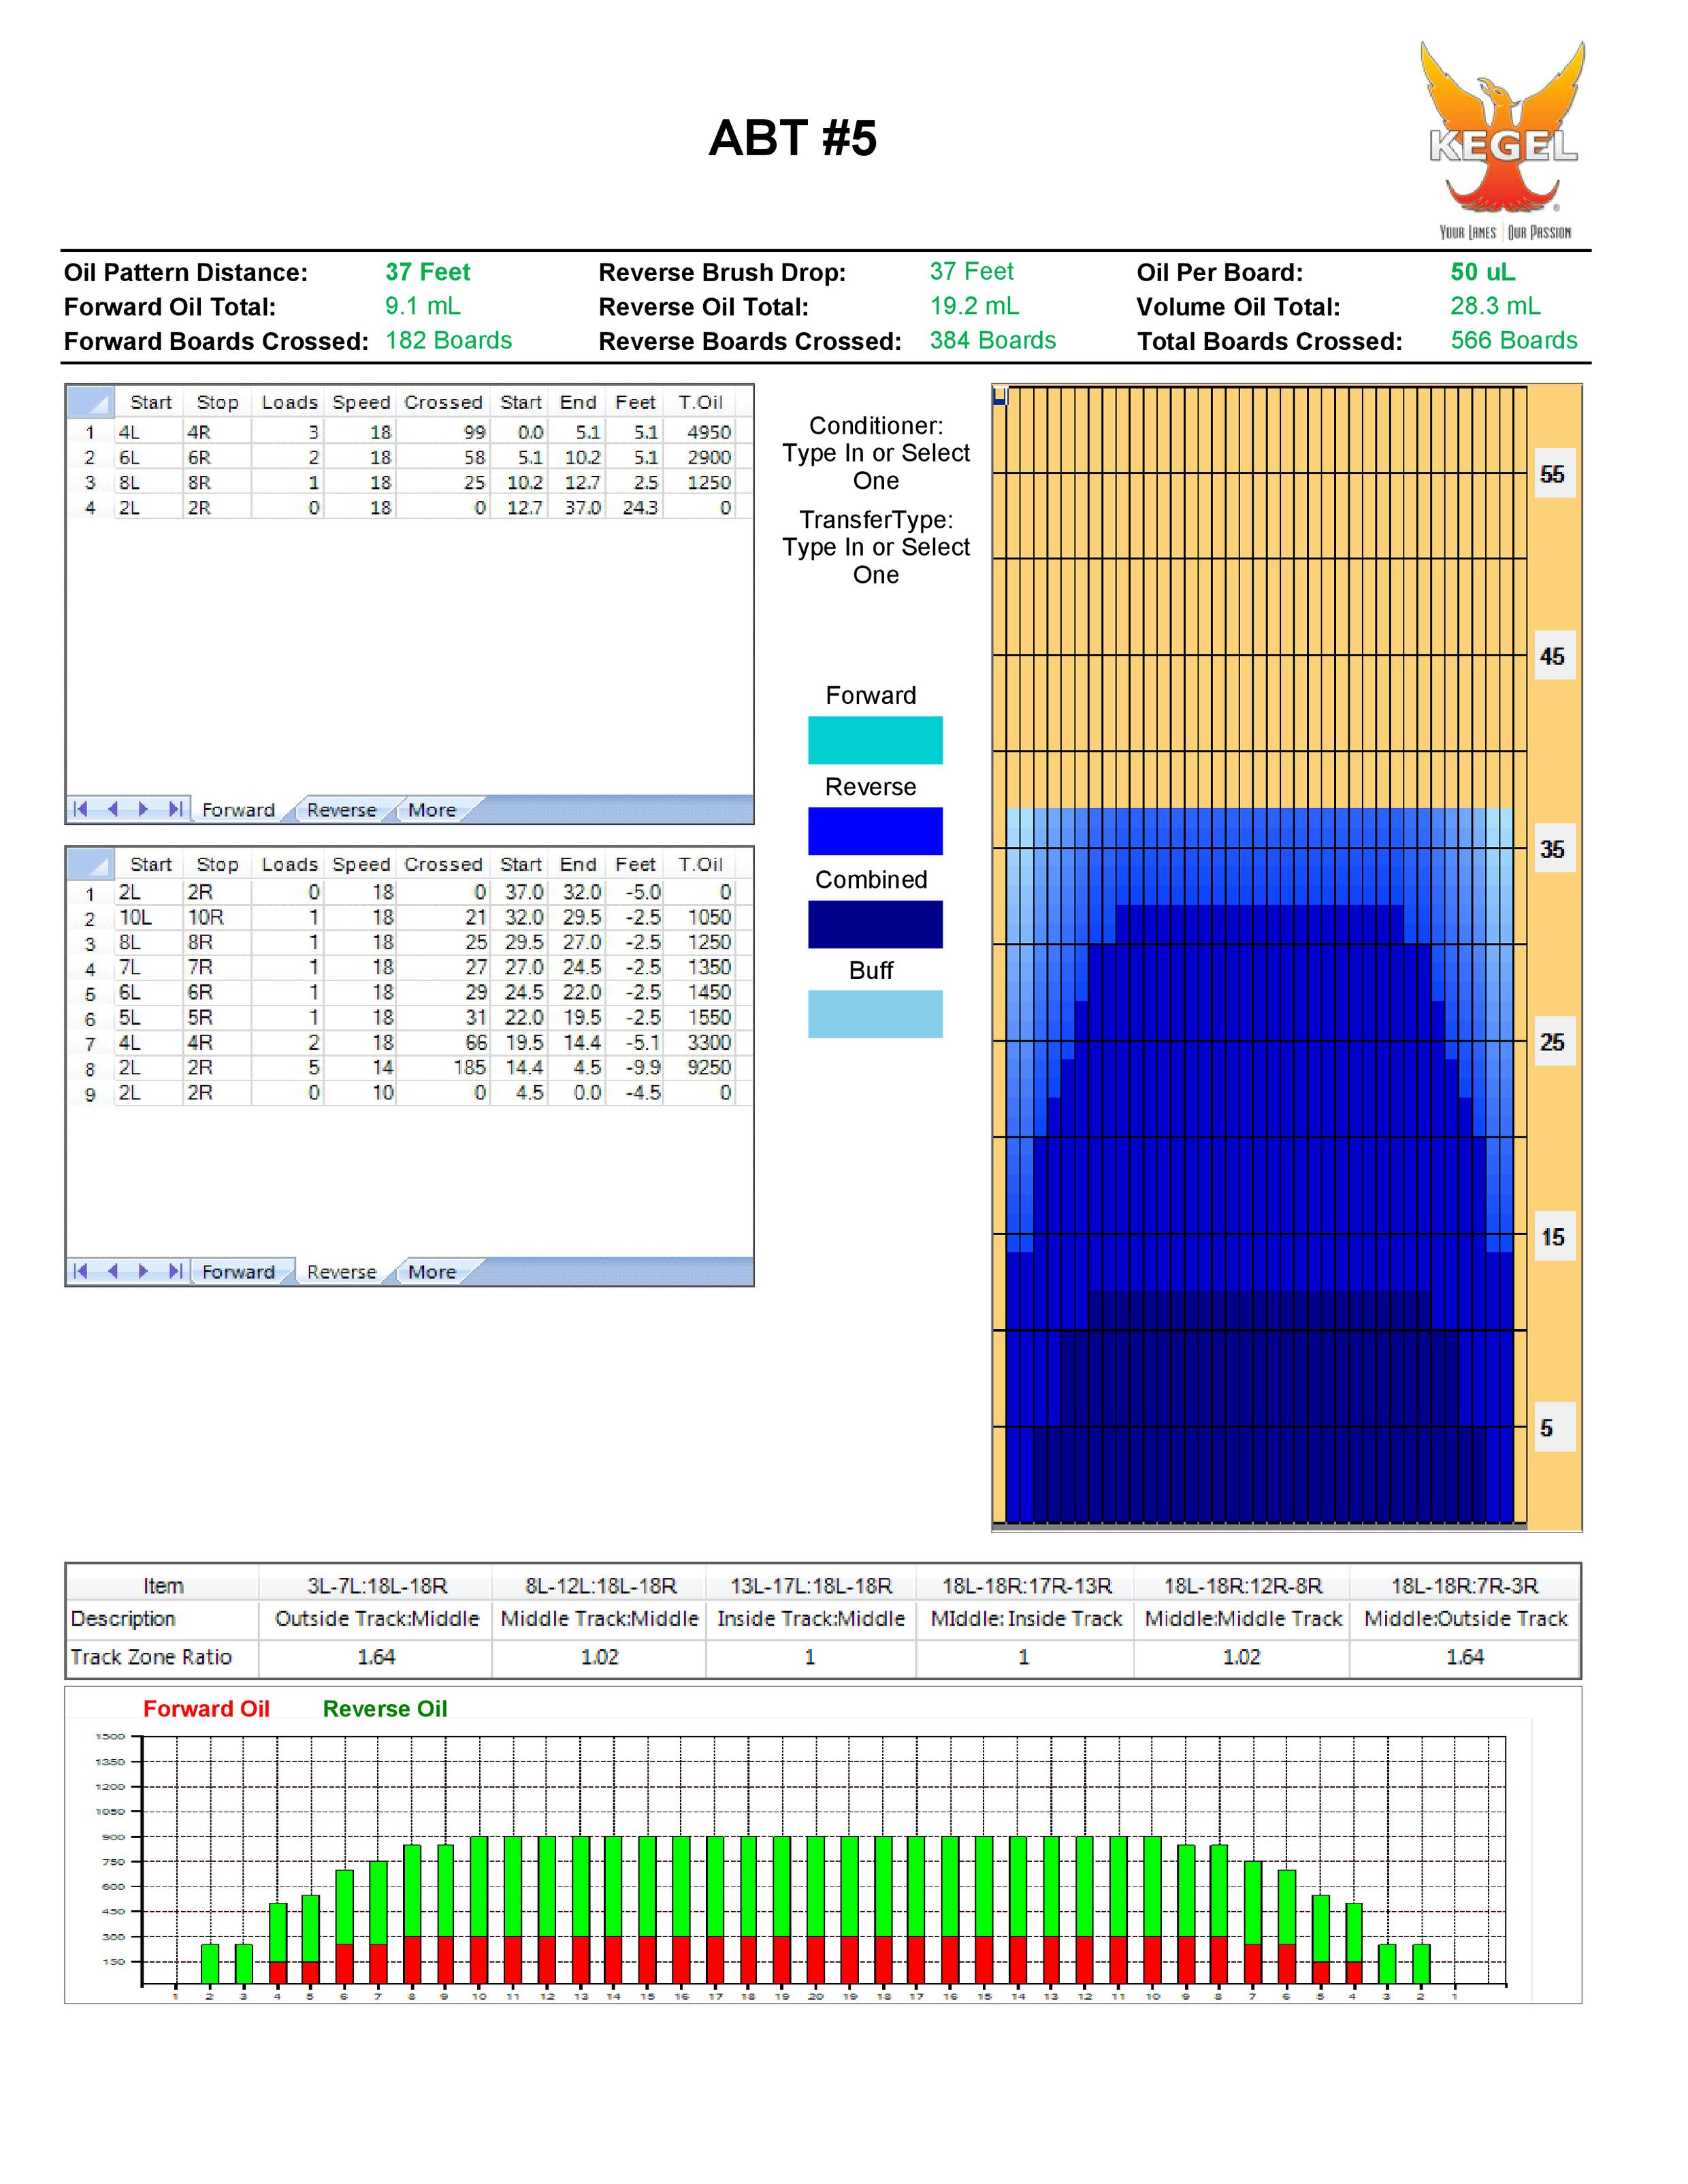 ABT #5
KEGEL
YOUR LANES | OUR PASSION
Oil Pattern Distance: 37 Feet Reverse Brush Drop: 37 Feet Oil Per Board: 50 uL
Forward Oil Total: 9.1 mL Reverse Oil Total: 19.2 mL Volume Oil Total: 28.3 mL
Forward Boards Crossed: 182 Boards Reverse Boards Crossed: 384 Boards Total Boards Crossed: 566 Boards
Start Stop Loads Speed Crossed Start End Feet T.Oil
1 4L 4R 3 18 99 0.0 5.1 5.1 4950
2 6L 6R 2 18 58 5.1 10.2 5.1 2900
3 8L 8R 1 18 25 10.2 12.7 2.5 1250
4 2L 2R 0 18 0 12.7 37.0 24.3 0
Forward Reverse More
Start Stop Loads Speed Crossed Start End Feet T.Oil
1 2L 2R 0 18 0 37.0 32.0 -5.0 0
2 10L 10R 1 18 21 32.0 29.5 -2.5 1050
3 8L 8R 1 18 25 29.5 27.0 -2.5 1250
4 7L 7R 1 18 27 27.0 24.5 -2.5 1350
5 6L 6R 1 18 29 24.5 22.0 -2.5 1450
6 5L 5R 1 18 31 22.0 19.5 -2.5 1550
7 4L 4R 2 18 66 19.5 14.4 -5.1 3300
8 2L 2R 5 14 185 14.4 4.5 -9.9 9250
9 2L 2R 0 10 0 4.5 0.0 -4.5 0
Forward Reverse More
Conditioner:
Type In or Select
One
TransferType:
Type In or Select
One
Forward
Reverse
Combined
Buff
55
45
35
25
15
5
Item 3L-7L:18L-18R 8L-12L:18L-18R 13L-17L:18L-18R 18L-18R:17R-13R 18L-18R:12R-8R 18L-18R:7R-3R
Description Outside Track:Middle Middle Track:Middle Inside Track:Middle MIddle: Inside Track Middle:Middle Track Middle:Outside Track
Track Zone Ratio 1.64 1.02 1 1 1.02 1.64
Forward Oil Reverse Oil
1500
1350
1200
1050
900
750
600
450
300
150
1 2 3 4 5 6 7 8 9 10 11 12 13 14 15 16 17 18 19 20 19 18 17 16 15 14 13 12 11 10 9 8 7 6 5 4 3 2 1